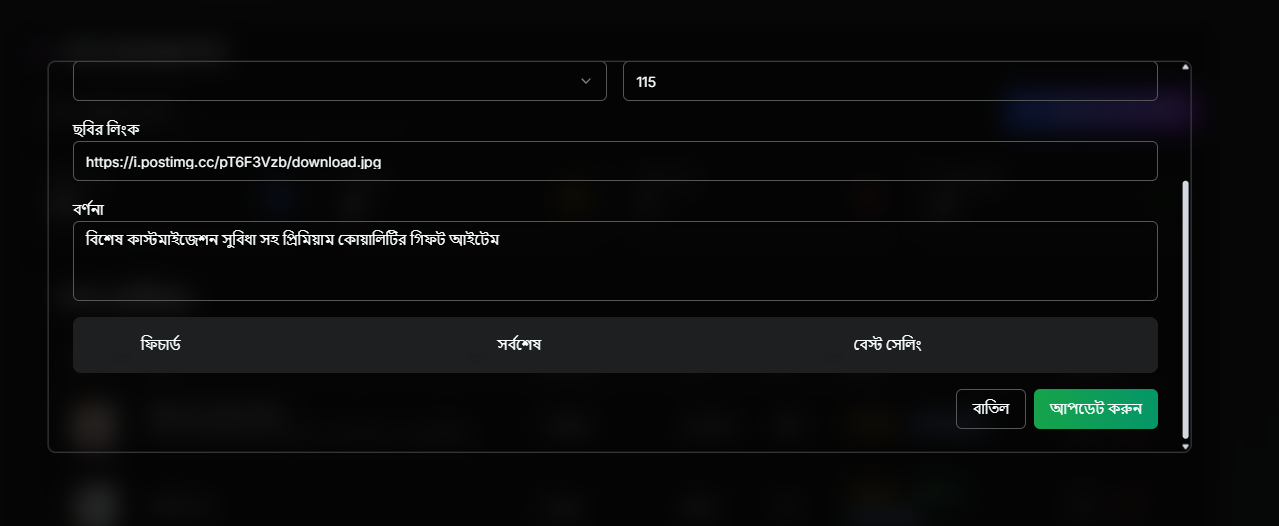 115
ছবির লিংক
https://i.postimg.cc/pT6F3Vzb/download.jpg
বর্ণনা
বিশেষ কাস্টমাইজেশন সুবিধা সহ প্রিমিয়াম কোয়ালিটির গিফট আইটেম
ফিচার্ড সর্বশেষ বেস্ট সেলিং
বাতিল আপডেট করুন